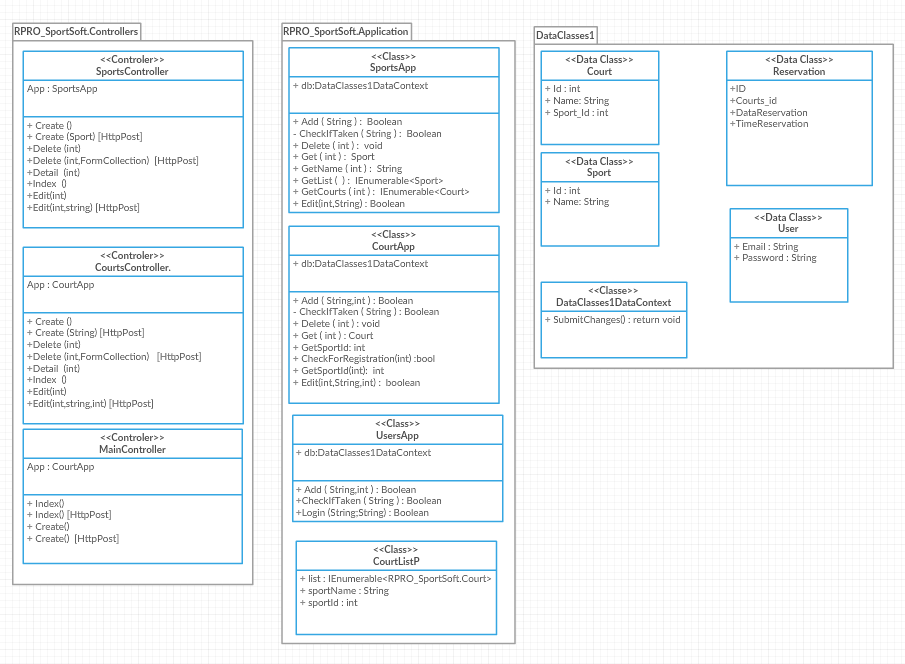 RPRO_SportSoft.Controllers
<<Controler>>
SportsController
App : SportsApp
+ Create ()
+ Create (Sport) [HttpPost]
+Delete (int)
+Delete (int,FormCollection) [HttpPost]
+Detail (int)
+Index ()
+Edit(int)
+Edit(int,string) [HttpPost]
<<Controler>>
CourtsController.
App : CourtApp
+ Create ()
+ Create (String) [HttpPost]
+Delete (int)
+Delete (int,FormCollection) [HttpPost]
+Detail (int)
+Index ()
+Edit(int)
+Edit(int,string,int) [HttpPost]
<<Controler>>
MainController
App : CourtApp
+ Index()
+ Index() [HttpPost]
+ Create()
+ Create() [HttpPost]
RPRO_SportSoft.Application
<<Class>>
SportsApp
+ db:DataClasses1DataContext
+ Add ( String ) : Boolean
- CheckIfTaken ( String ) : Boolean
+ Delete ( int ) : void
+ Get ( int ) : Sport
+ GetName ( int ) : String
+ GetList ( ) : IEnumerable<Sport>
+ GetCourts ( int ) : IEnumerable<Court>
+ Edit(int,String) : Boolean
<<Class>>
CourtApp
+ db:DataClasses1DataContext
+ Add ( String,int ) : Boolean
- CheckIfTaken ( String ) : Boolean
+ Delete ( int ) : void
+ Get ( int ) : Court
+ GetSportId: int
+ CheckForRegistration(int) :bool
+ GetSportId(int): int
+ Edit(int,String,int) : boolean
<<Class>>
UsersApp
+ db:DataClasses1DataContext
+ Add ( String,int ) : Boolean
+CheckIfTaken ( String ) : Boolean
+Login (String;String) : Boolean
<<Class>>
CourtListP
+ list : IEnumerable<RPRO_SportSoft.Court>
+ sportName : String
+ sportId : int
DataClasses1
<<Data Class>>
Court
+ Id : int
+ Name: String
+ Sport_Id : int
<<Data Class>>
Sport
+ Id : int
+ Name: String
<<Classe>>
DataClasses1DataContext
+ SubmitChanges() : return void
<<Data Class>>
Reservation
+ID
+Courts_id
+DataReservation
+TimeReservation
<<Data Class>>
User
+ Email : String
+ Password : String